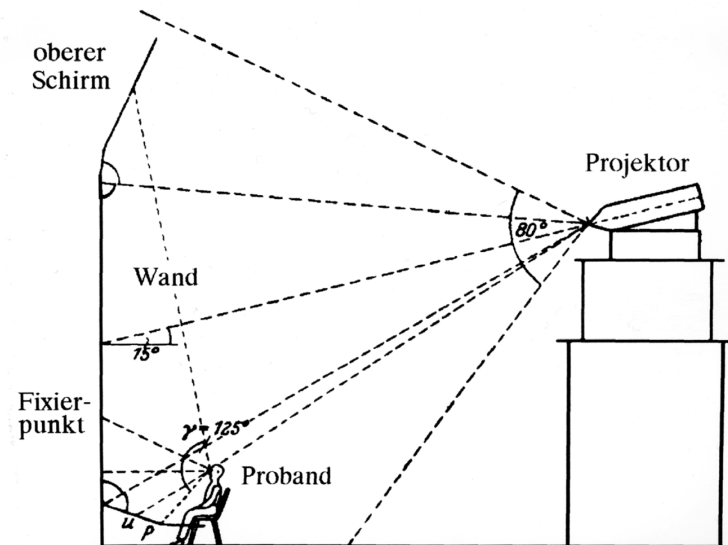 oberer
Schirm
Projektor
80°
Wand
15°
Fixier-
punkt
γ = 125°
Proband
u
p